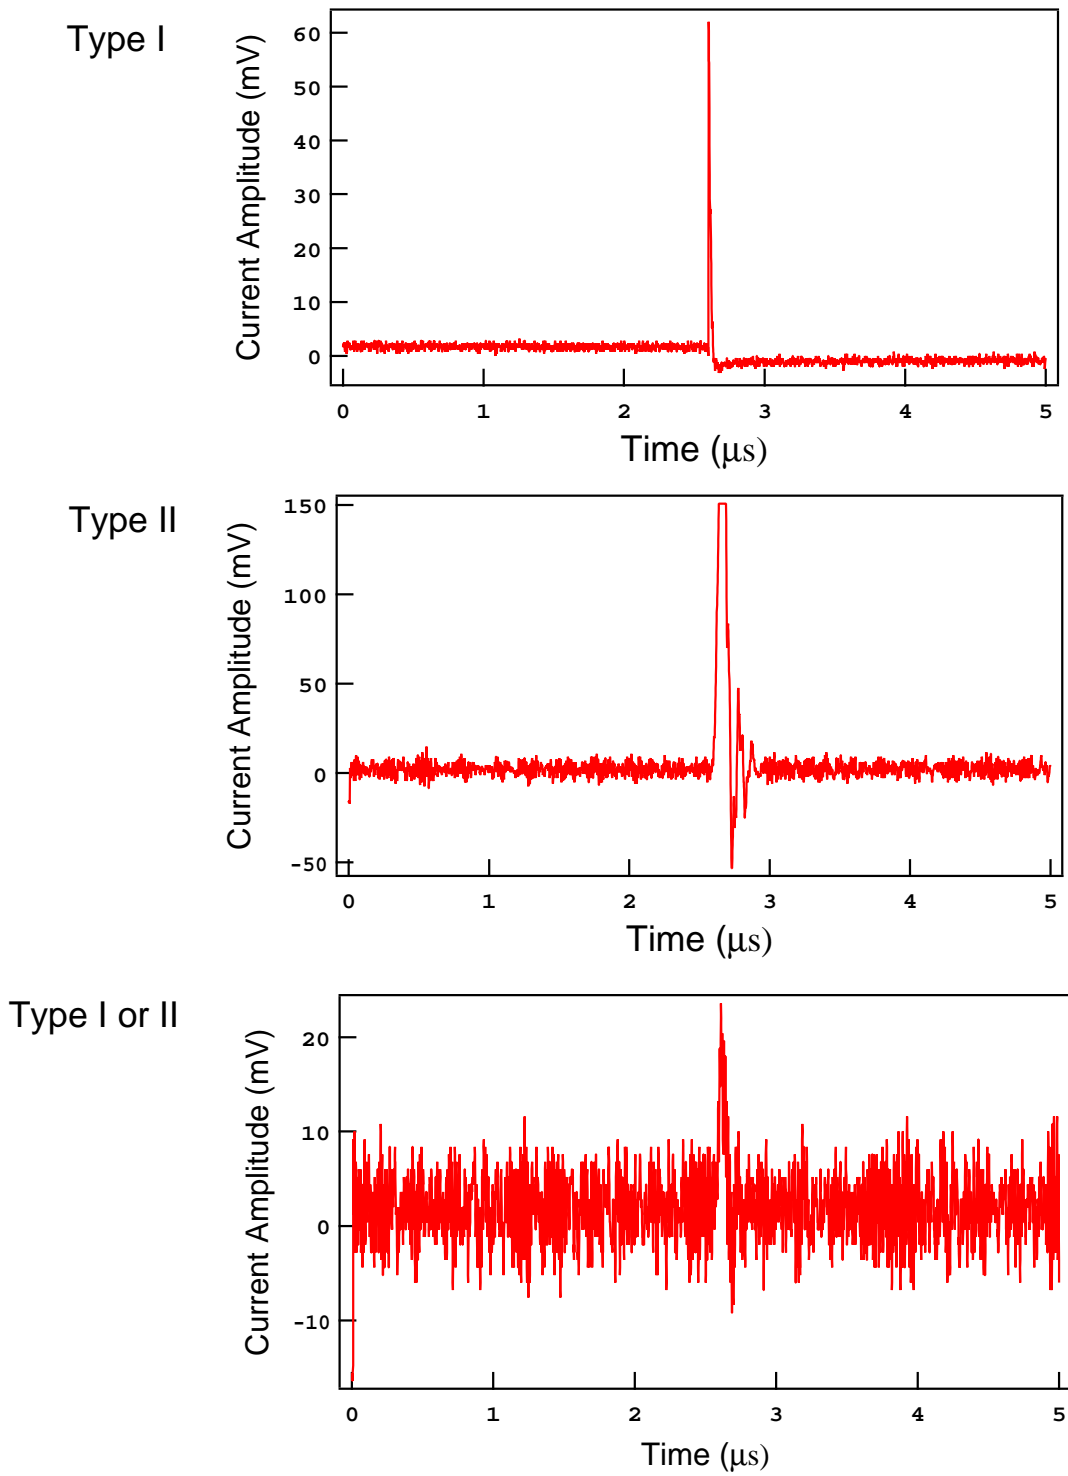 Type I
Current Amplitude (mV)
60
50
40
30
20
10
0
0 1 2 3 4 5
Time (μs)
Type II
Current Amplitude (mV)
150
100
50
0
-50
0 1 2 3 4 5
Time (μs)
Type I or II
Current Amplitude (mV)
20
10
0
-10
0 1 2 3 4 5
Time (μs)